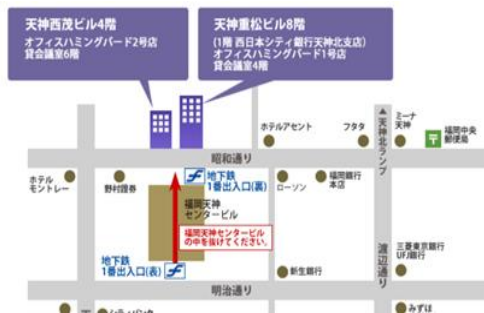 天神西茂ビル4階
オフィスハミングバード2号店
貸会議室6階
天神重松ビル8階
(1階 西日本シティ銀行天神北支店)
オフィスハミングバード1号店
貸会議室4階
ホテルアセント
フタタ
▲天神北ランプ
ミーナ
天神
福岡中央
郵便局
昭和通り
ホテル
モントレー
野村證券
地下鉄
1番出入口(裏)
ローソン
福岡銀行
本店
福岡天神
センタービル
福岡天神センタービル
の中を抜けてください。
地下鉄
1番出入口(表)
新生銀行
渡辺通り
三菱東京銀行
UFJ銀行
明治通り
シティバンク
みずほ